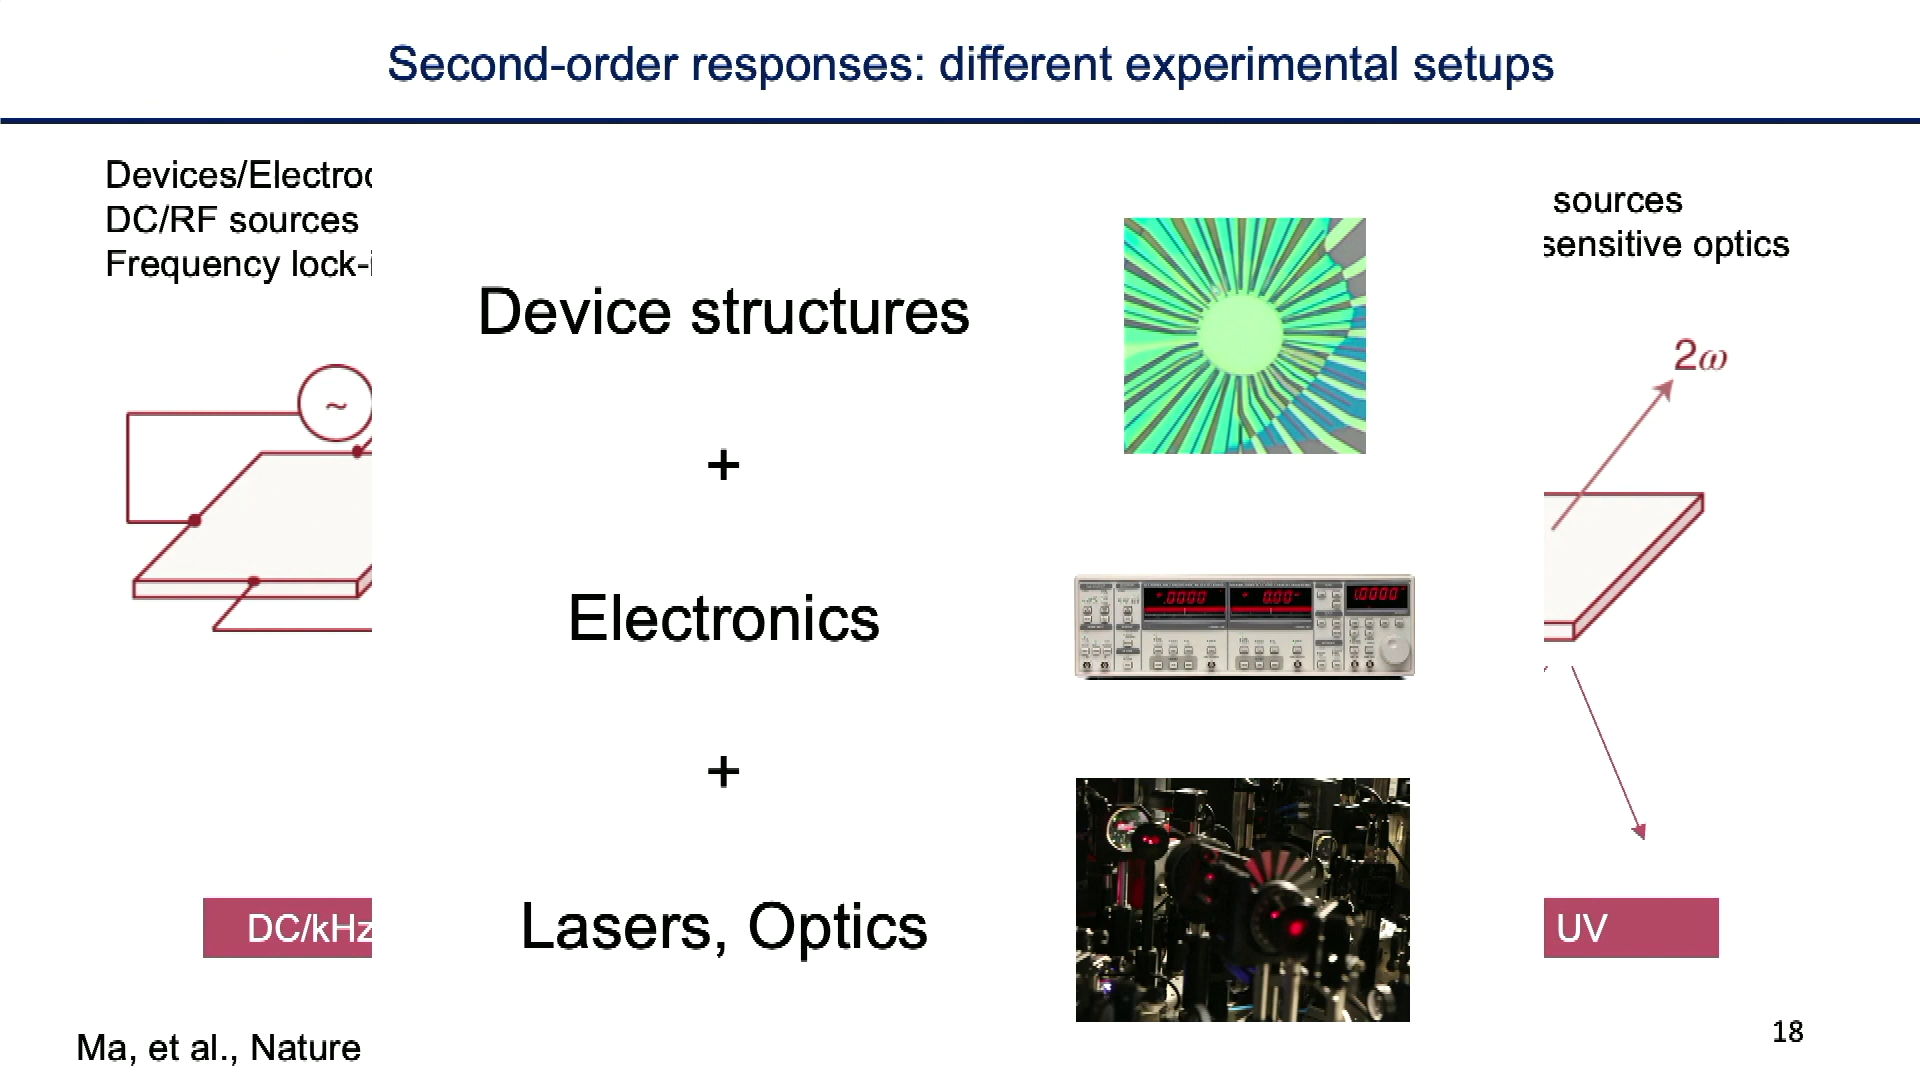 Second-order responses: different experimental setups
Devices/Electrod
DC/RF sources
Frequency lock-i
sources
sensitive optics
Device structures
+
Electronics
+
Lasers, Optics
~
2ω
DC/kHz
UV
Ma, et al., Nature
18